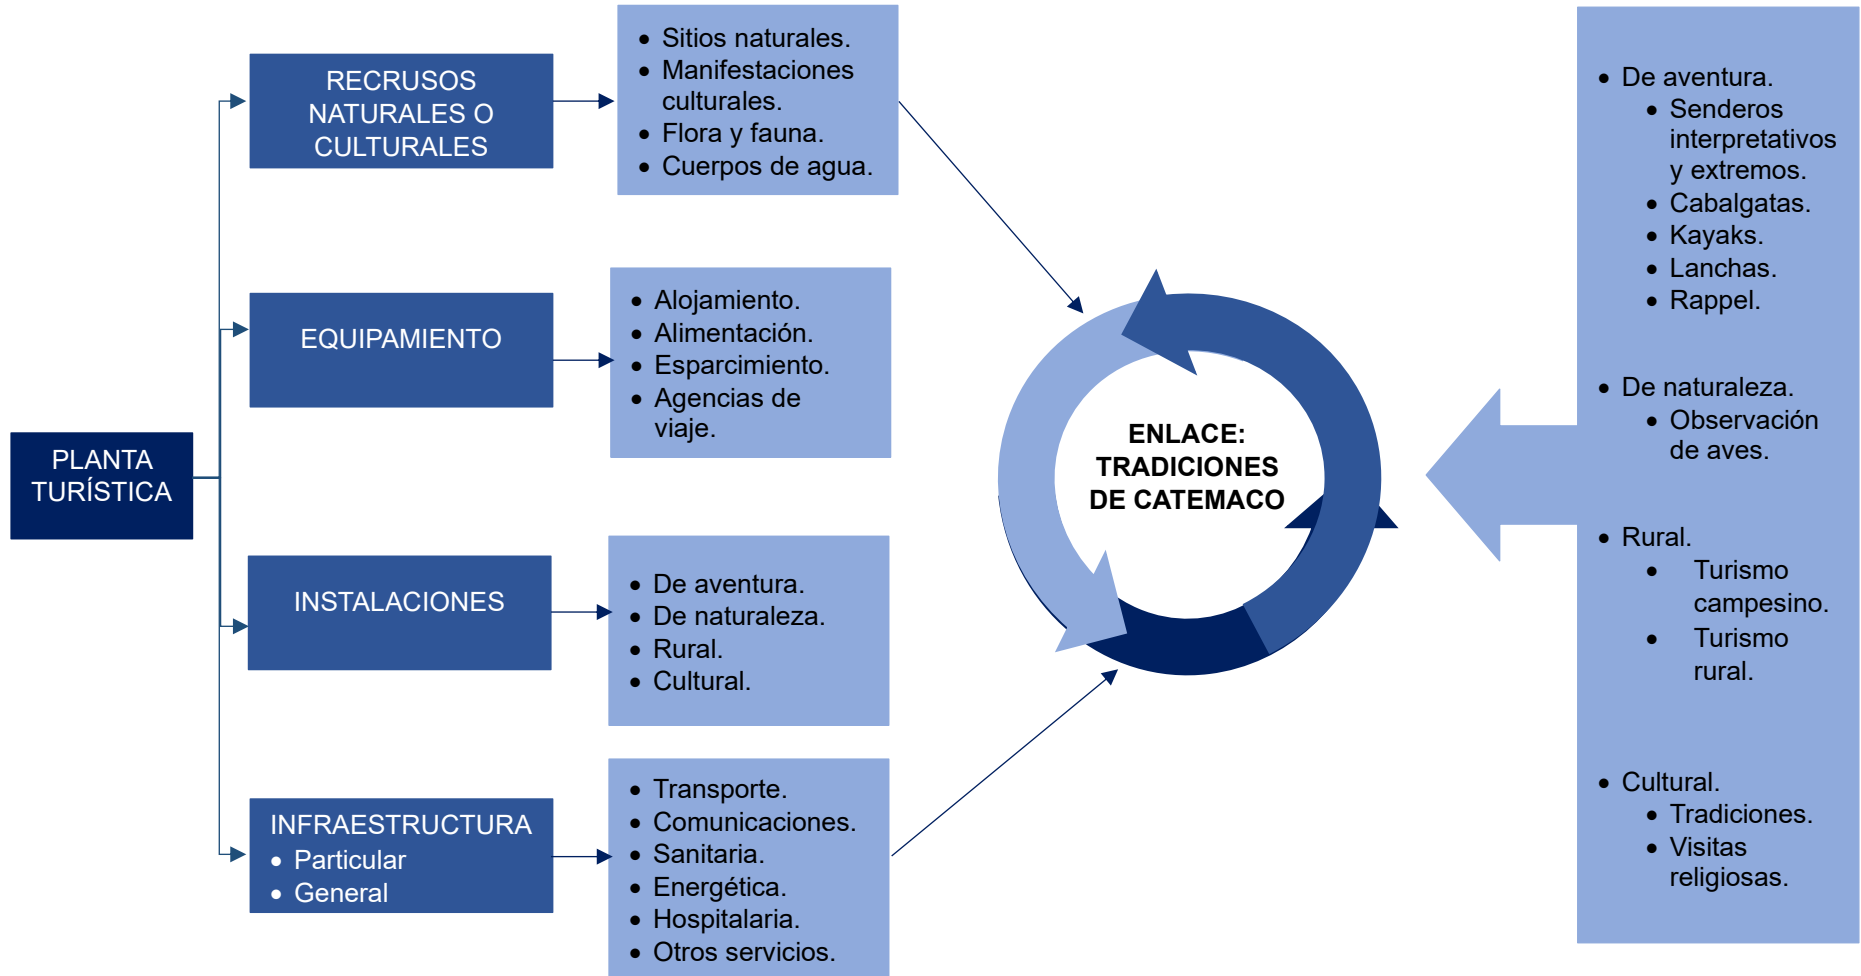 PLANTA
TURÍSTICA
RECRUSOS
NATURALES O
CULTURALES
• Sitios naturales.
• Manifestaciones
culturales.
• Flora y fauna.
• Cuerpos de agua.
EQUIPAMIENTO
• Alojamiento.
• Alimentación.
• Esparcimiento.
• Agencias de
viaje.
INSTALACIONES
• De aventura.
• De naturaleza.
• Rural.
• Cultural.
INFRAESTRUCTURA
• Particular
• General
• Transporte.
• Comunicaciones.
• Sanitaria.
• Energética.
• Hospitalaria.
• Otros servicios.
ENLACE:
TRADICIONES
DE CATEMACO
• De aventura.
• Senderos
interpretativos
y extremos.
• Cabalgatas.
• Kayaks.
• Lanchas.
• Rappel.
• De naturaleza.
• Observación
de aves.
• Rural.
• Turismo
campesino.
• Turismo
rural.
• Cultural.
• Tradiciones.
• Visitas
religiosas.